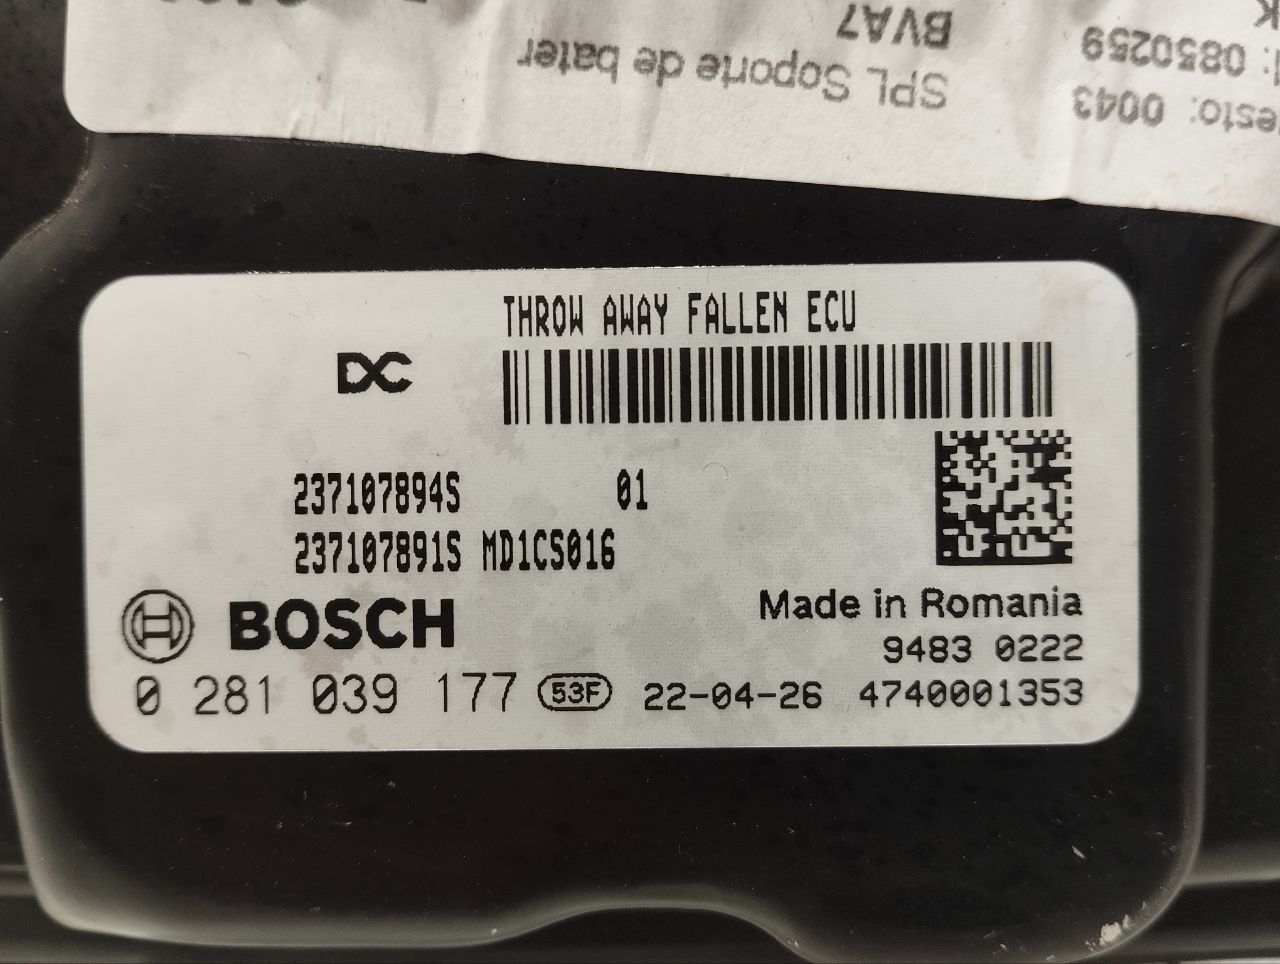 BVA7
SPL Soporte de bater
: 0850259
esto: 0043
THROW AWAY FALLEN ECU
DC
237107894S 01
237107891S MD1CS016
BOSCH
Made in Romania
9483 0222
0 281 039 177 53F 22-04-26 4740001353